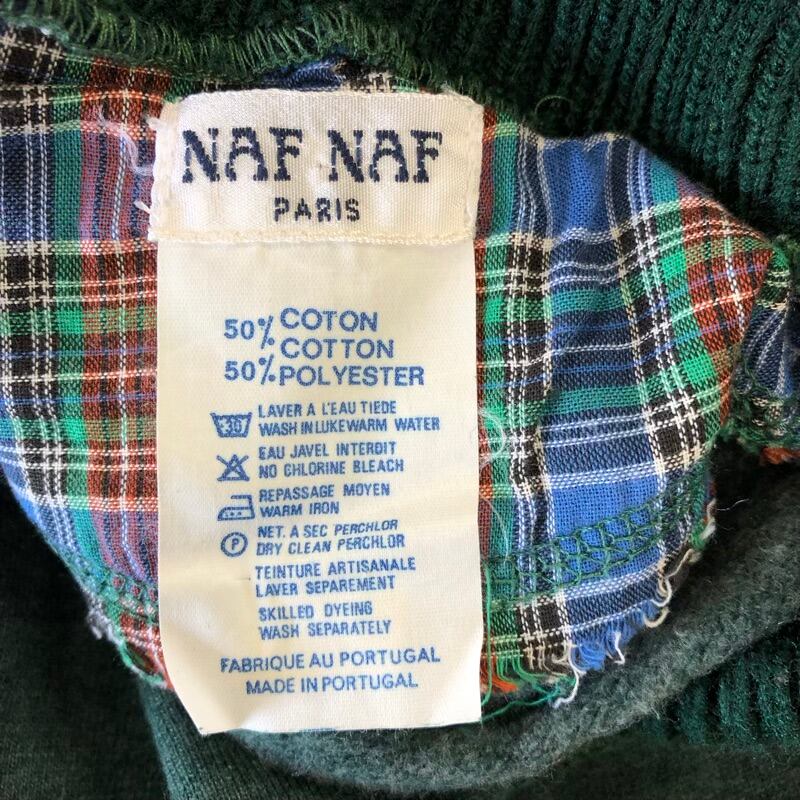 NAF NAF
PARIS
50% COTON
COTTON
50% POLYESTER
30 LAVER A L'EAU TIEDE
WASH IN LUKEWARM WATER
EAU JAVEL INTERDIT
NO CHLORINE BLEACH
REPASSAGE MOYEN
WARM IRON
P NET. A SEC PERCHLOR
DRY CLEAN PERCHLOR
TEINTURE ARTISANALE
LAVER SEPAREMENT
SKILLED DYEING
WASH SEPARATELY
FABRIQUE AU PORTUGAL
MADE IN PORTUGAL